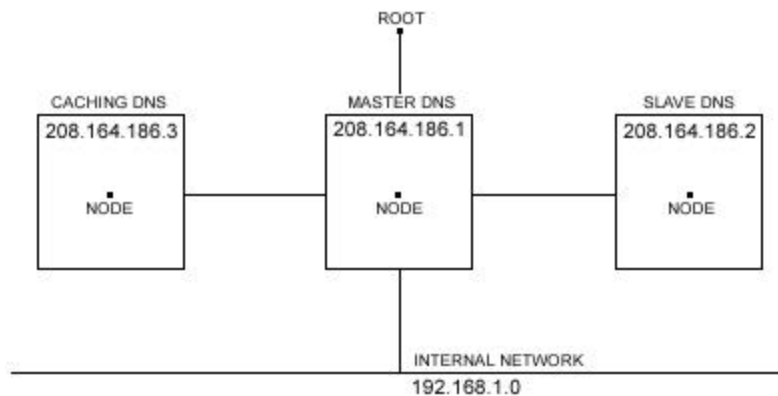 ROOT
CACHING DNS
208.164.186.3
NODE
MASTER DNS
208.164.186.1
NODE
SLAVE DNS
208.164.186.2
NODE
INTERNAL NETWORK
192.168.1.0